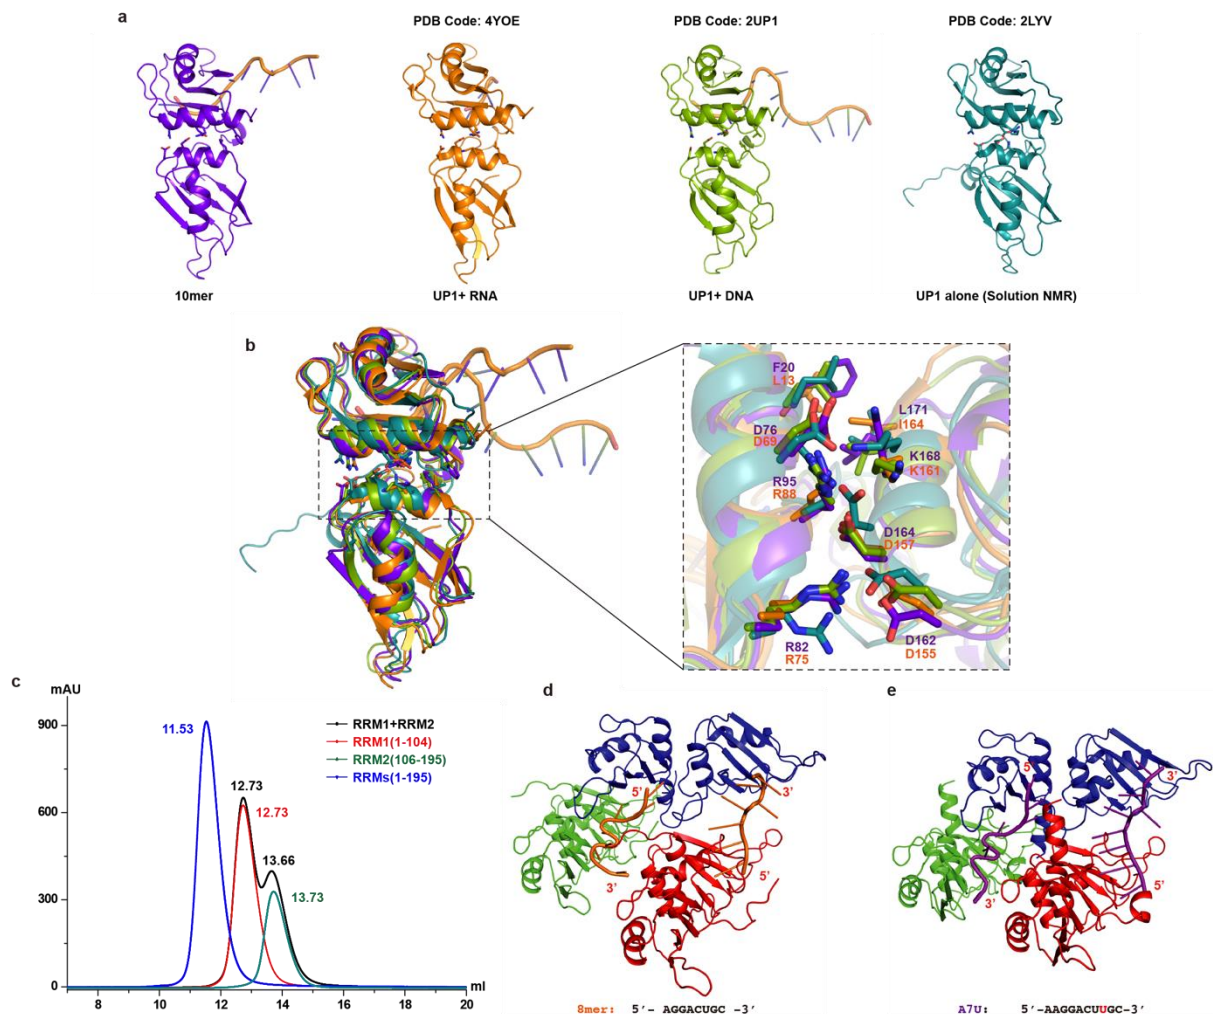 a
PDB Code: 4YOE
PDB Code: 2UP1
PDB Code: 2LYV
10mer
UP1+ RNA
UP1+ DNA
UP1 alone (Solution NMR)
b
F20
L13
D76
D69
R95
R88
R82
R75
L171
I164
K168
K161
D164
D157
D162
D155
c
mAU
900
600
300
0
8
10
12
14
16
18
20
ml
11.53
12.73
12.73
13.66
13.73
RRM1+RRM2
RRM1(1-104)
RRM2(106-195)
RRMs(1-195)
d
5'
3'
3'
5'
8mer: 5'- AGGACUGC -3'
e
5'
3'
3'
5'
A7U: 5'-AAGGACUUGC-3'